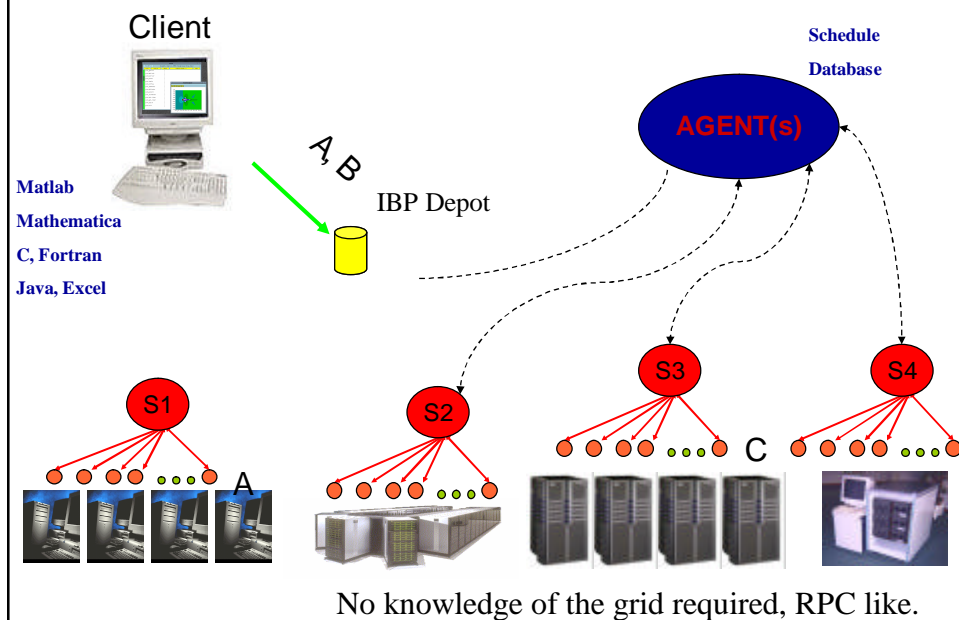 Client
Schedule
Database
AGENT(s)
A, B
IBP Depot
Matlab
Mathematica
C, Fortran
Java, Excel
S1
S2
S3
S4
A
C
No knowledge of the grid required, RPC like.